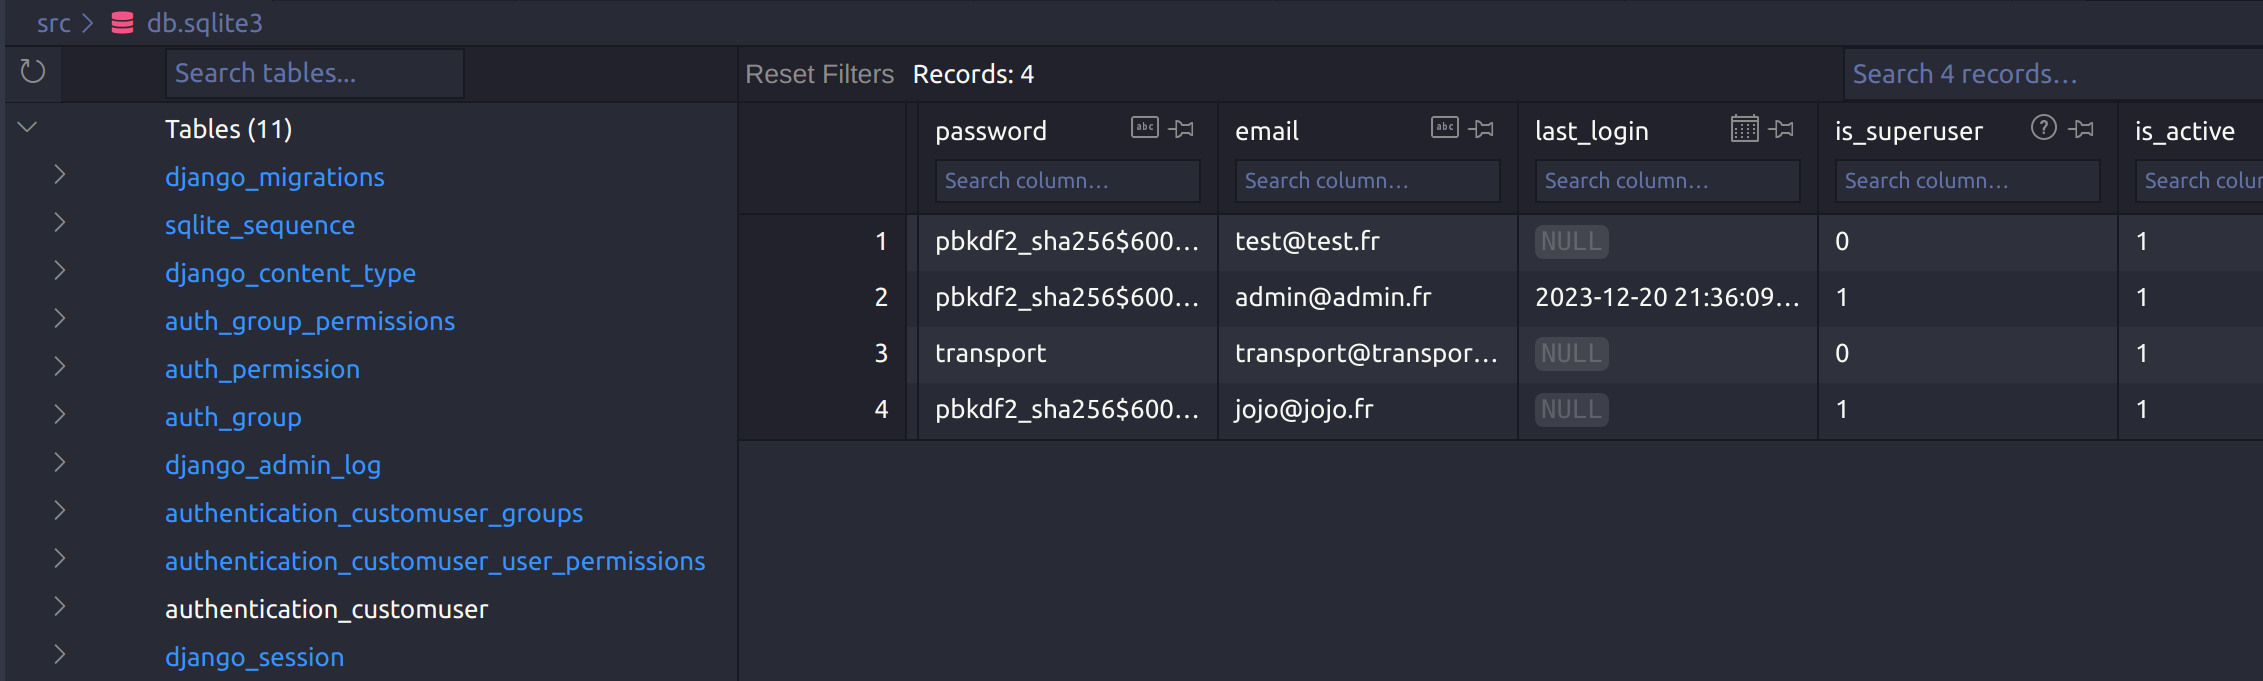 src > db.sqlite3
Search tables...
Reset Filters Records: 4
Search 4 records...
Tables (11)
django_migrations
sqlite_sequence
django_content_type
auth_group_permissions
auth_permission
auth_group
django_admin_log
authentication_customuser_groups
authentication_customuser_user_permissions
authentication_customuser
django_session
password abc email abc last_login is_superuser ? is_active
Search column... Search column... Search column... Search column... Search colur
1 pbkdf2_sha256$600... test@test.fr NULL 0 1
2 pbkdf2_sha256$600... admin@admin.fr 2023-12-20 21:36:09... 1 1
3 transport transport@transpor... NULL 0 1
4 pbkdf2_sha256$600... jojo@jojo.fr NULL 1 1